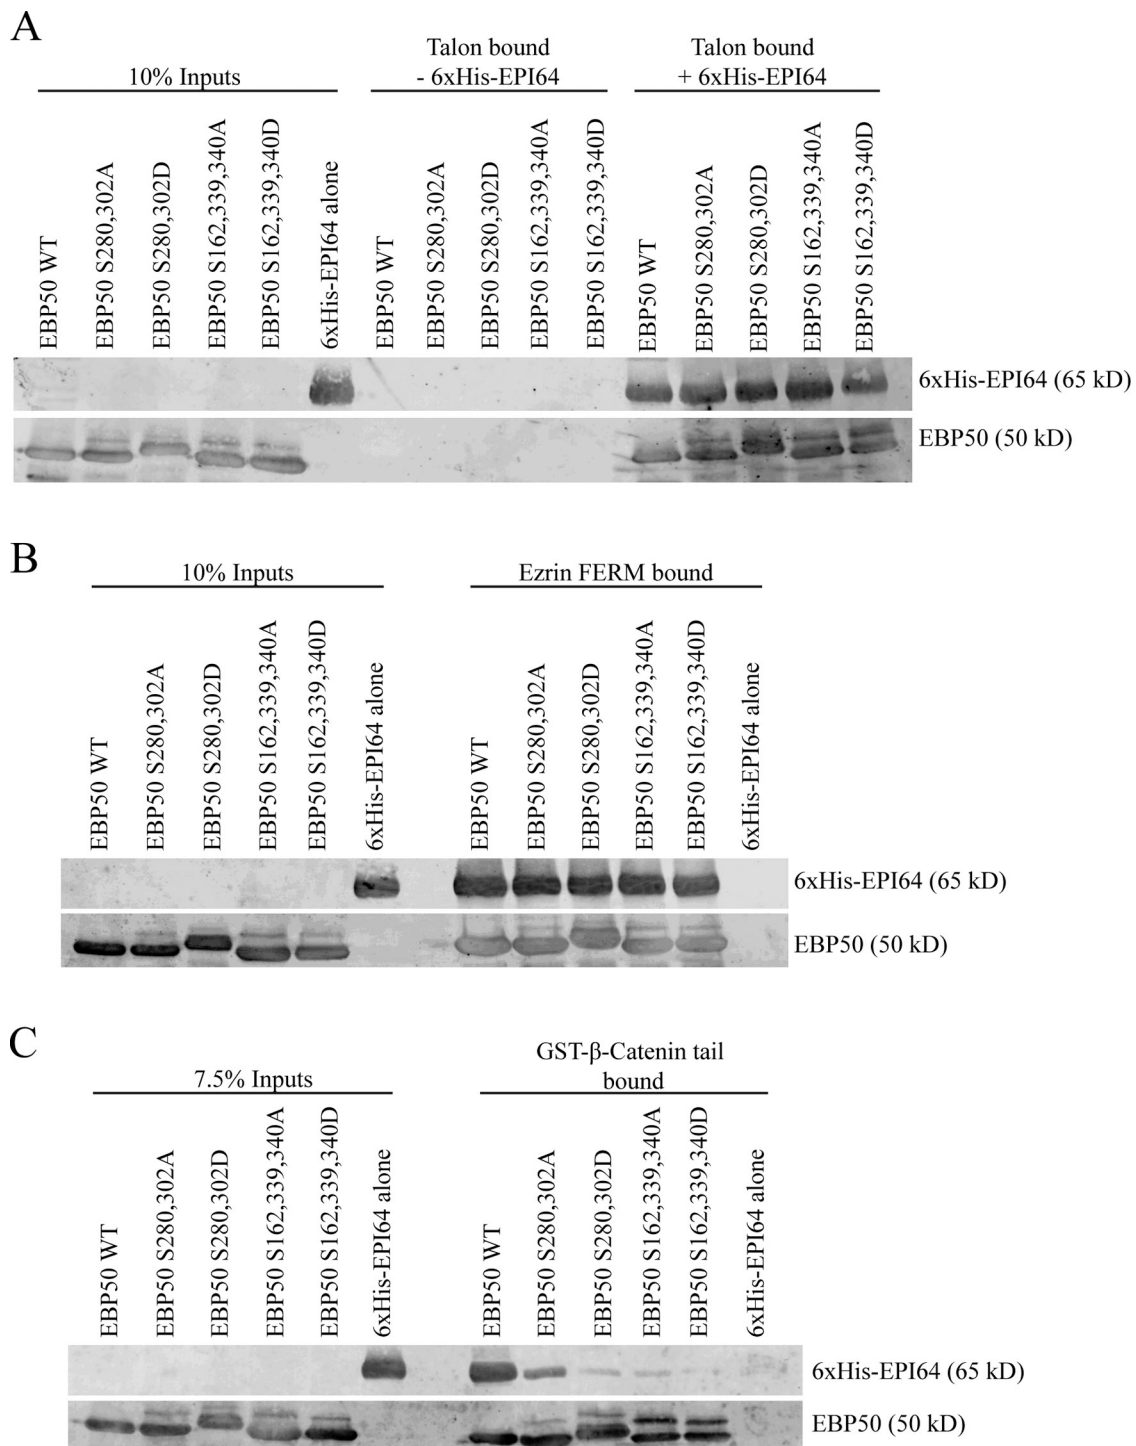 A
10% Inputs
Talon bound
- 6xHis-EPI64
Talon bound
+ 6xHis-EPI64
EBP50 WT
EBP50 S280,302A
EBP50 S280,302D
EBP50 S162,339,340A
EBP50 S162,339,340D
6xHis-EPI64 alone
EBP50 WT
EBP50 S280,302A
EBP50 S280,302D
EBP50 S162,339,340A
EBP50 S162,339,340D
EBP50 WT
EBP50 S280,302A
EBP50 S280,302D
EBP50 S162,339,340A
EBP50 S162,339,340D
6xHis-EPI64 (65 kD)
EBP50 (50 kD)
B
10% Inputs
Ezrin FERM bound
EBP50 WT
EBP50 S280,302A
EBP50 S280,302D
EBP50 S162,339,340A
EBP50 S162,339,340D
6xHis-EPI64 alone
EBP50 WT
EBP50 S280,302A
EBP50 S280,302D
EBP50 S162,339,340A
EBP50 S162,339,340D
6xHis-EPI64 alone
6xHis-EPI64 (65 kD)
EBP50 (50 kD)
C
7.5% Inputs
GST-β-Catenin tail
bound
EBP50 WT
EBP50 S280,302A
EBP50 S280,302D
EBP50 S162,339,340A
EBP50 S162,339,340D
6xHis-EPI64 alone
EBP50 WT
EBP50 S280,302A
EBP50 S280,302D
EBP50 S162,339,340A
EBP50 S162,339,340D
6xHis-EPI64 alone
6xHis-EPI64 (65 kD)
EBP50 (50 kD)